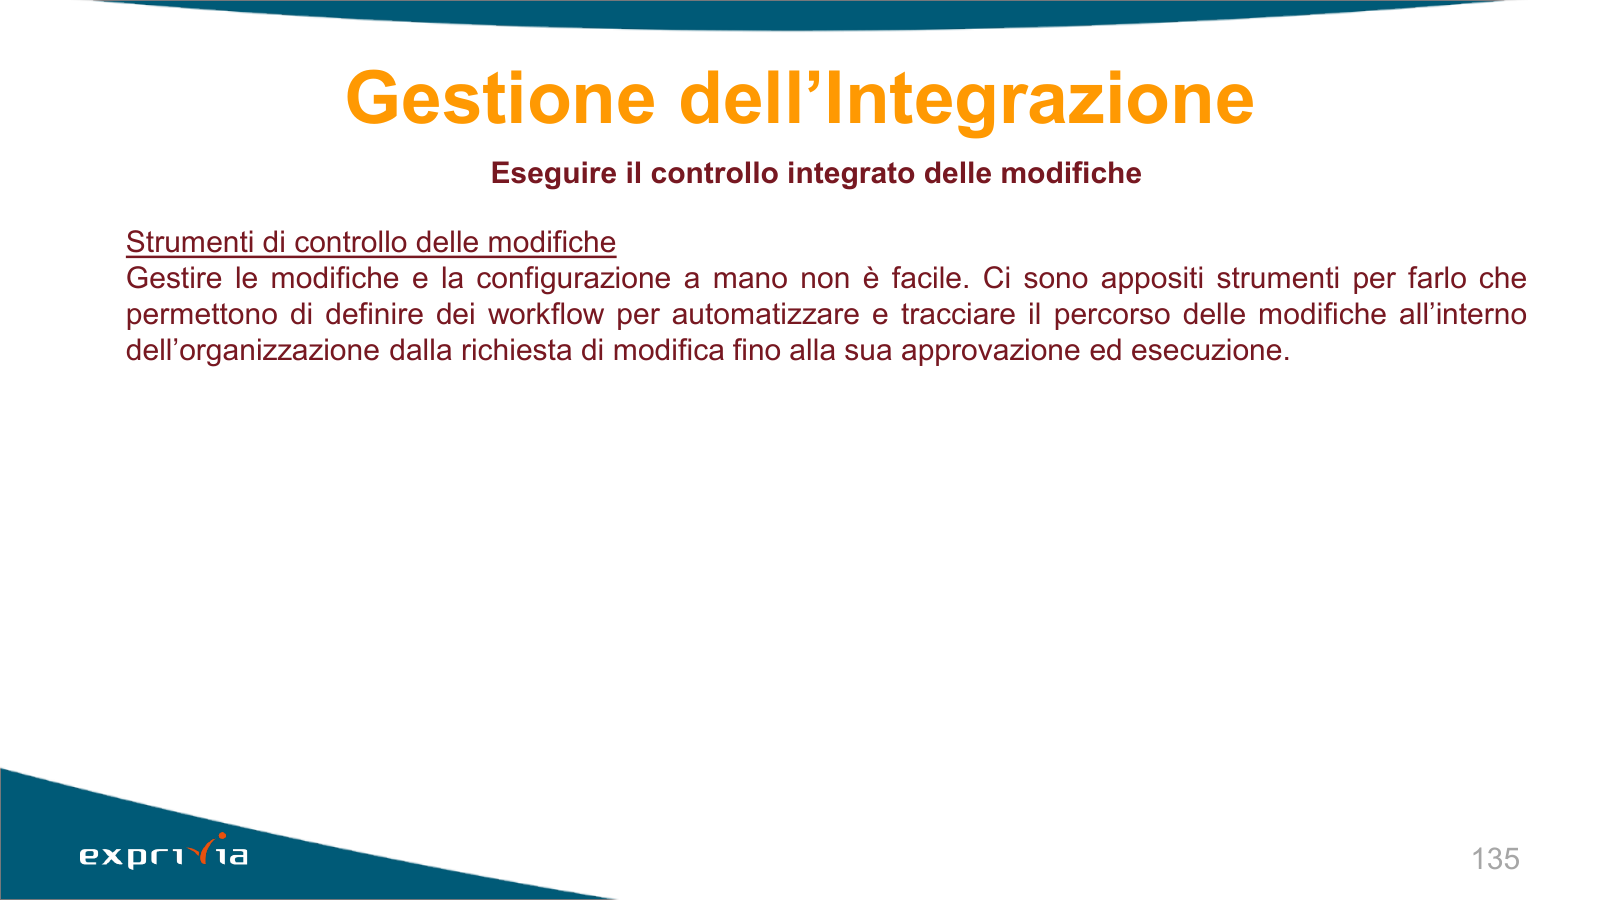 Gestione dell’Integrazione
Eseguire il controllo integrato delle modifiche
Strumenti di controllo delle modifiche
Gestire le modifiche e la configurazione a mano non è facile. Ci sono appositi strumenti per farlo che
permettono di definire dei workflow per automatizzare e tracciare il percorso delle modifiche all’interno
dell’organizzazione dalla richiesta di modifica fino alla sua approvazione ed esecuzione.
exprivia
135